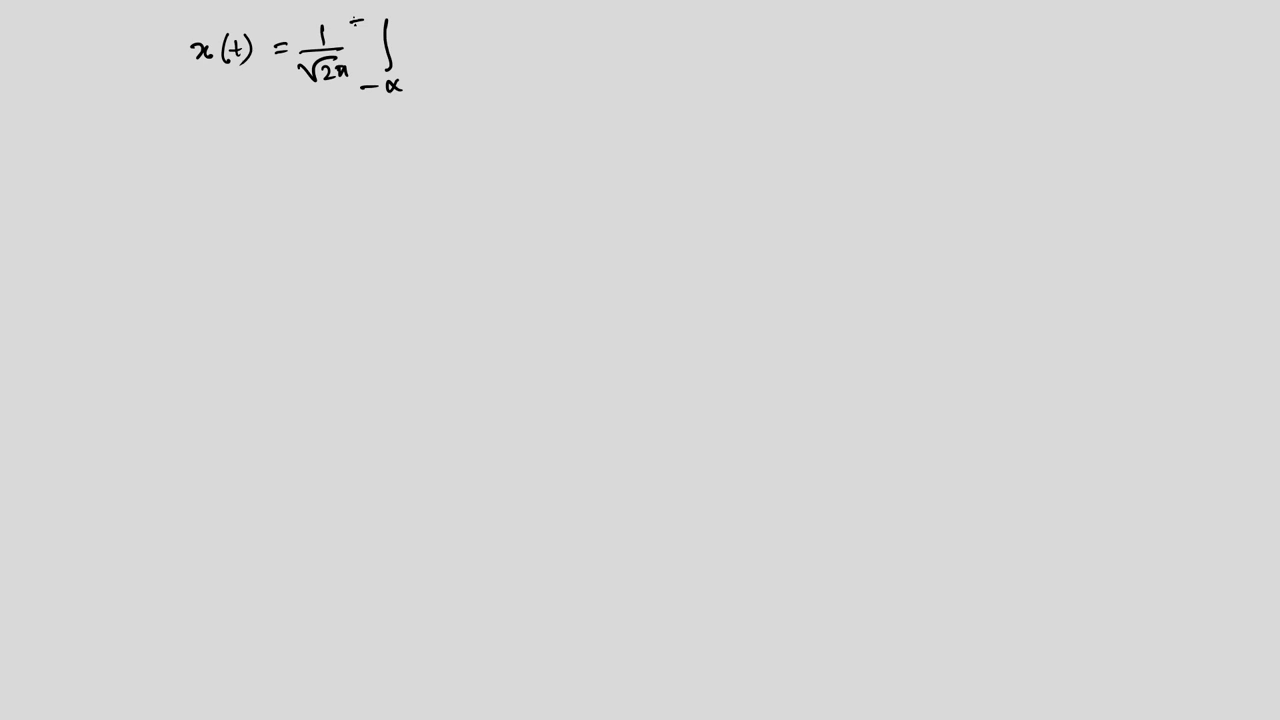 x(t) = 1/√2π ÷ ∫ -∝